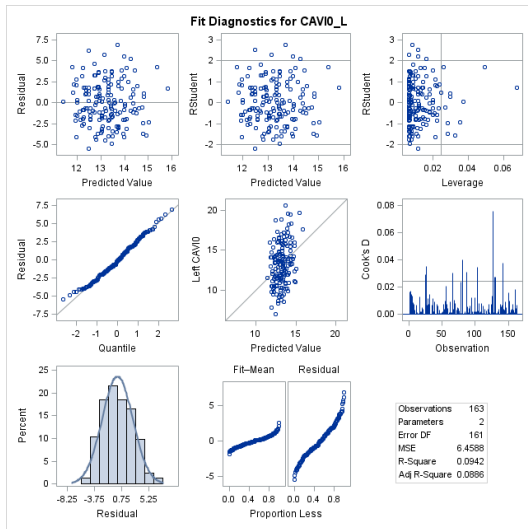 Fit Diagnostics for CAVI0_L
7.5
5.0
2.5
0.0
-2.5
-5.0
Residual
12 13 14 15 16
Predicted Value
3
2
1
0
-1
-2
RStudent
12 13 14 15 16
Predicted Value
3
2
1
0
-1
-2
RStudent
0.02 0.04 0.06
Leverage
7.5
5.0
2.5
0.0
-2.5
-5.0
-7.5
Residual
-2 -1 0 1 2
Quantile
20
15
10
Left CAVI0
10 15 20
Predicted Value
0.08
0.06
0.04
0.02
0.00
Cook's D
0 50 100 150
Observation
25
20
15
10
5
0
Percent
-8.25 -3.75 0.75 5.25
Residual
Fit–Mean Residual
5
0
-5
0.0 0.4 0.8 0.0 0.4 0.8
Proportion Less
Observations 163
Parameters 2
Error DF 161
MSE 6.4588
R-Square 0.0942
Adj R-Square 0.0886